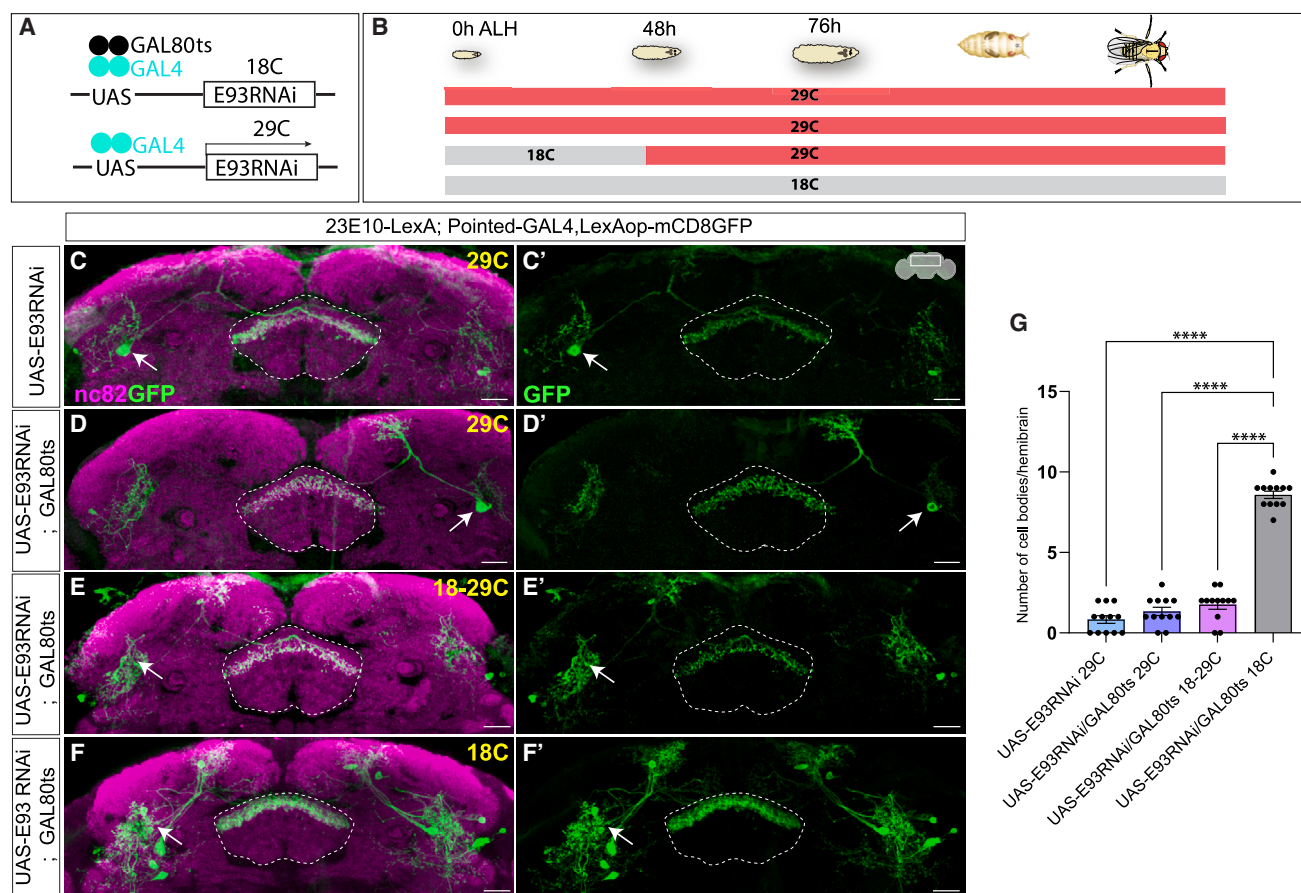 A
GAL80ts
GAL4
18C
UAS
E93RNAi
29C
GAL4
UAS
E93RNAi
B
0h ALH
48h
76h
29C
29C
18C
29C
18C
23E10-LexA; Pointed-GAL4,LexAop-mCD8GFP
UAS-E93RNAi
C
29C
nc82GFP
C'
GFP
UAS-E93RNAi
; GAL80ts
D
29C
D'
UAS-E93RNAi
; GAL80ts
E
18-29C
E'
UAS-E93 RNAi
; GAL80ts
F
18C
F'
G
****
****
****
Number of cell bodies/hemibrain
15
10
5
0
UAS-E93RNAi 29C
UAS-E93RNAi/GAL80ts 29C
UAS-E93RNAi/GAL80ts 18-29C
UAS-E93RNAi/GAL80ts 18C